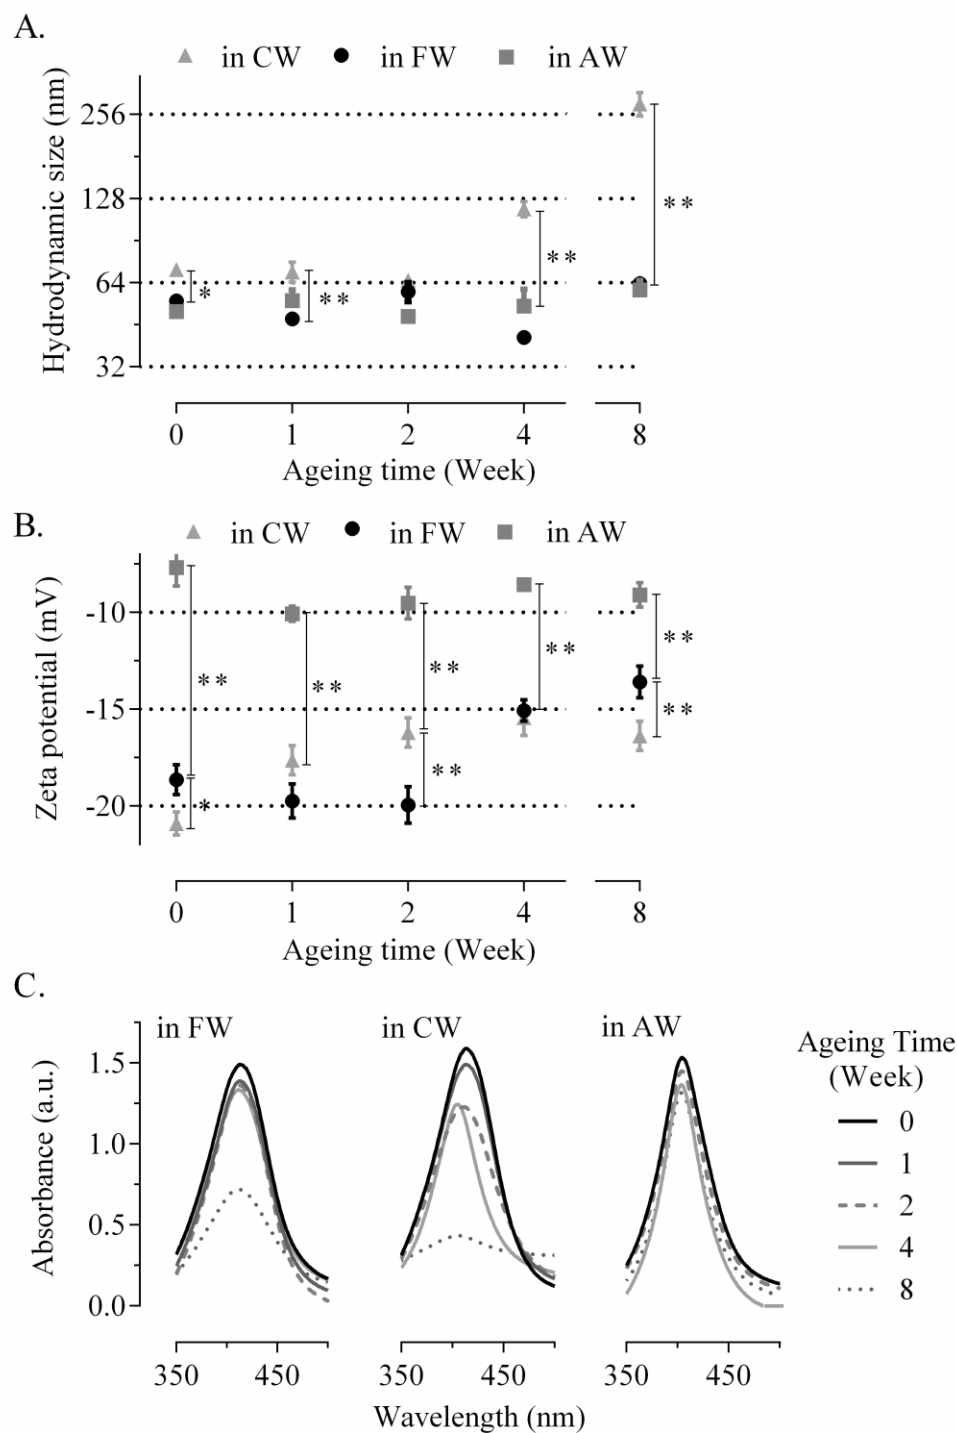 A.
in CW in FW in AW
Hydrodynamic size (nm)
256
128
64
32
*
**
**
**
0 1 2 4 8
Ageing time (Week)
B.
in CW in FW in AW
Zeta potential (mV)
-10
-15
-20
**
*
**
**
**
**
**
**
0 1 2 4 8
Ageing time (Week)
C.
in FW in CW in AW
Absorbance (a.u.)
1.5
1.0
0.5
0.0
350 450 350 450 350 450
Wavelength (nm)
Ageing Time
(Week)
0
1
2
4
8